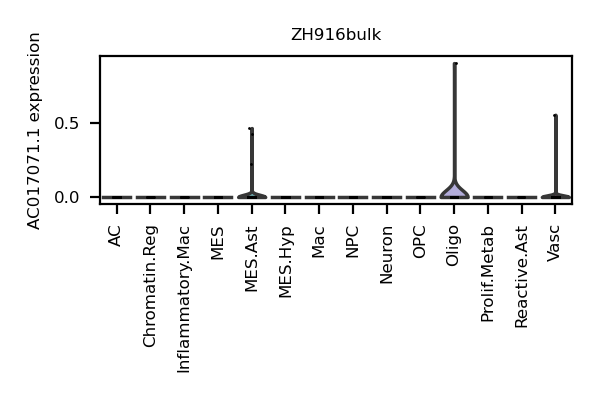 ZH916bulk
AC017071.1 expression
0.5
0.0
AC
Chromatin.Reg
Inflammatory.Mac
MES
MES.Ast
MES.Hyp
Mac
NPC
Neuron
OPC
Oligo
Prolif.Metab
Reactive.Ast
Vasc